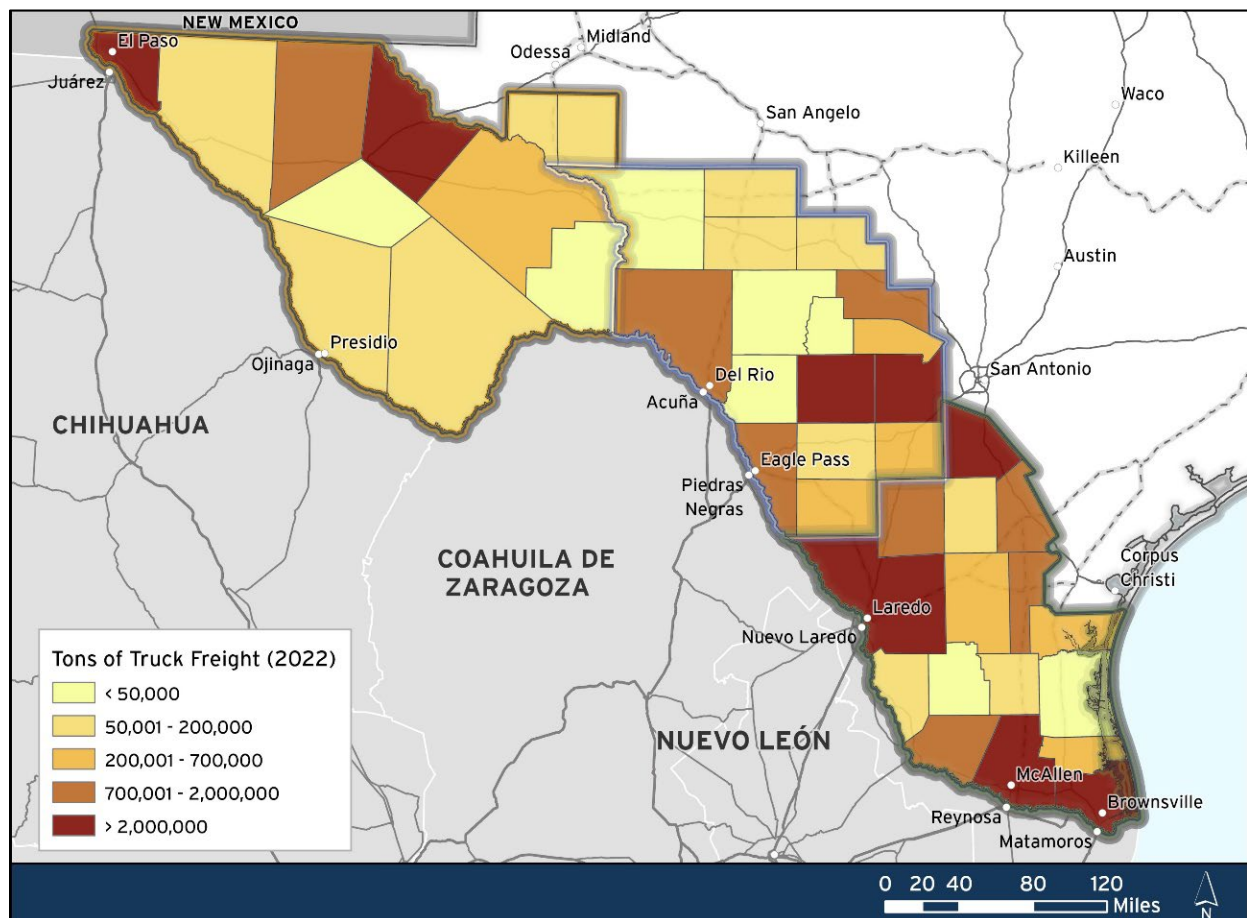 NEW MEXICO
El Paso
Juárez
Odessa
Midland
San Angelo
Waco
Killeen
Austin
San Antonio
Presidio
Ojinaga
Del Rio
Acuña
Eagle Pass
Piedras
Negras
CHIHUAHUA
COAHUILA DE
ZARAGOZA
Corpus
Christi
Laredo
Nuevo Laredo
NUEVO LEÓN
McAllen
Reynosa
Brownsville
Matamoros
Tons of Truck Freight (2022)
< 50,000
50,001 - 200,000
200,001 - 700,000
700,001 - 2,000,000
> 2,000,000
0 20 40 80 120
Miles
N